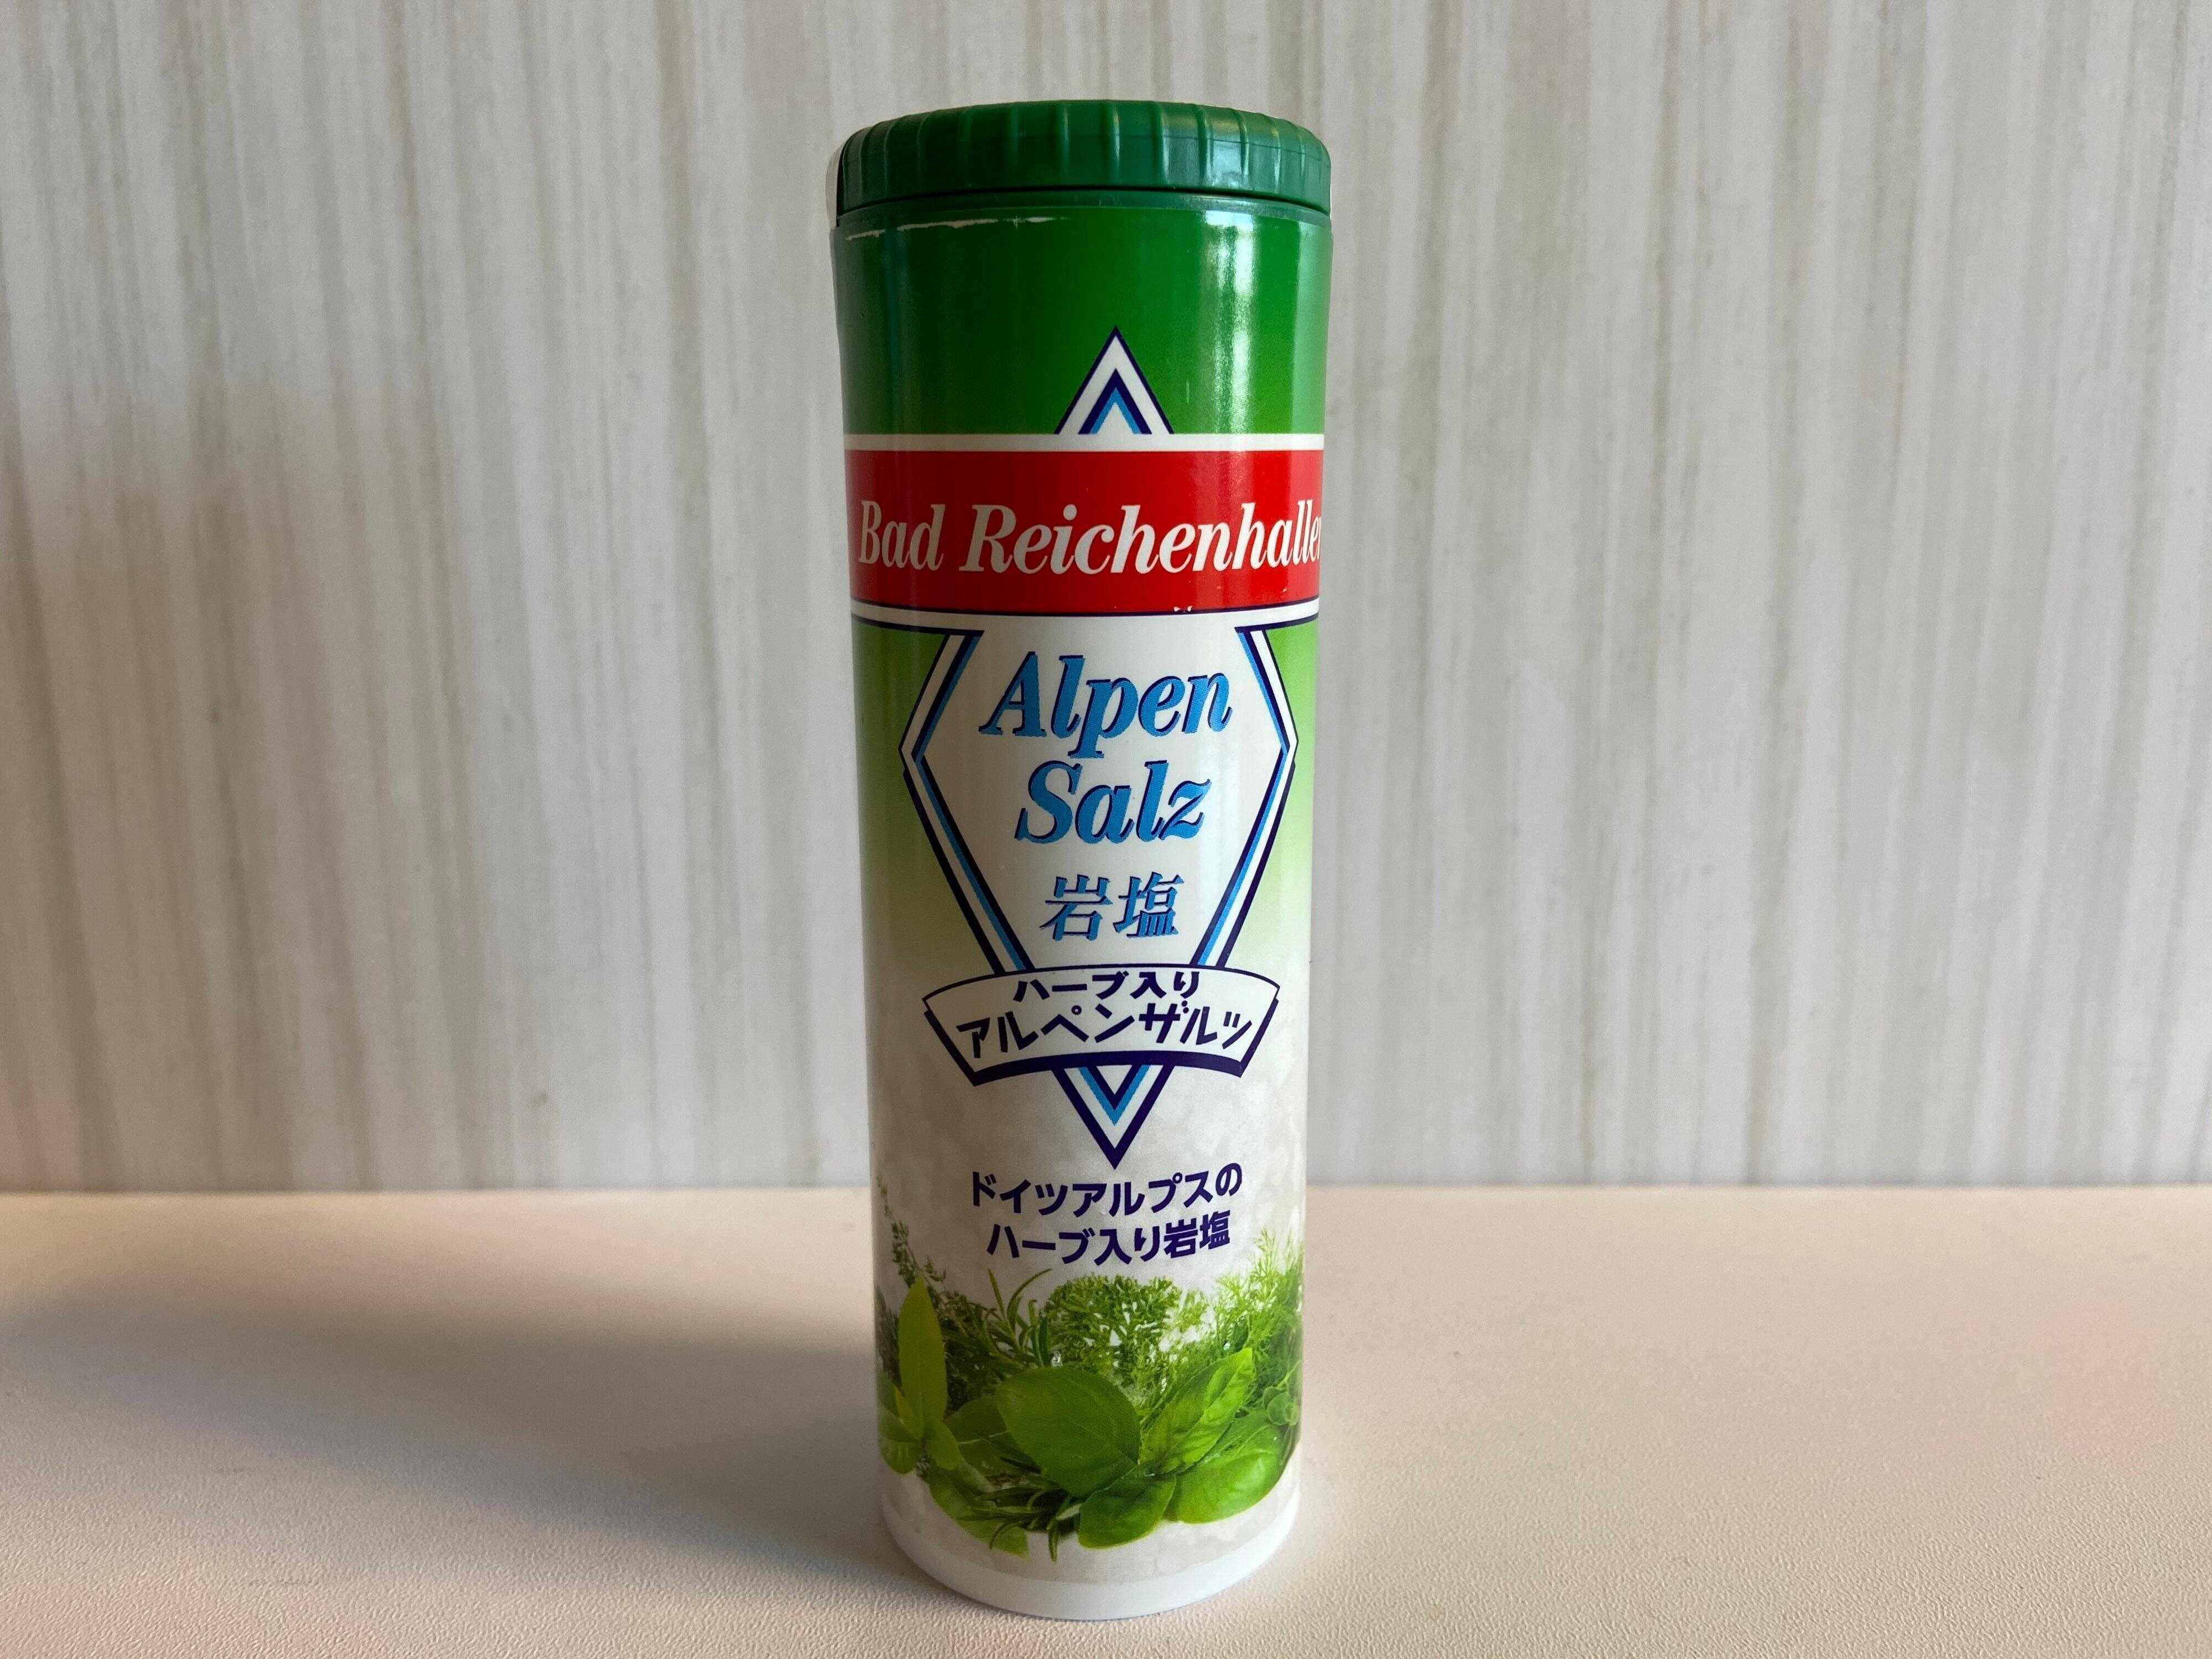 Bad Reichenhaller
Alpen
Salz
岩塩
ハーブ入り
アルペンザルツ
ドイツアルプスの
ハーブ入り岩塩